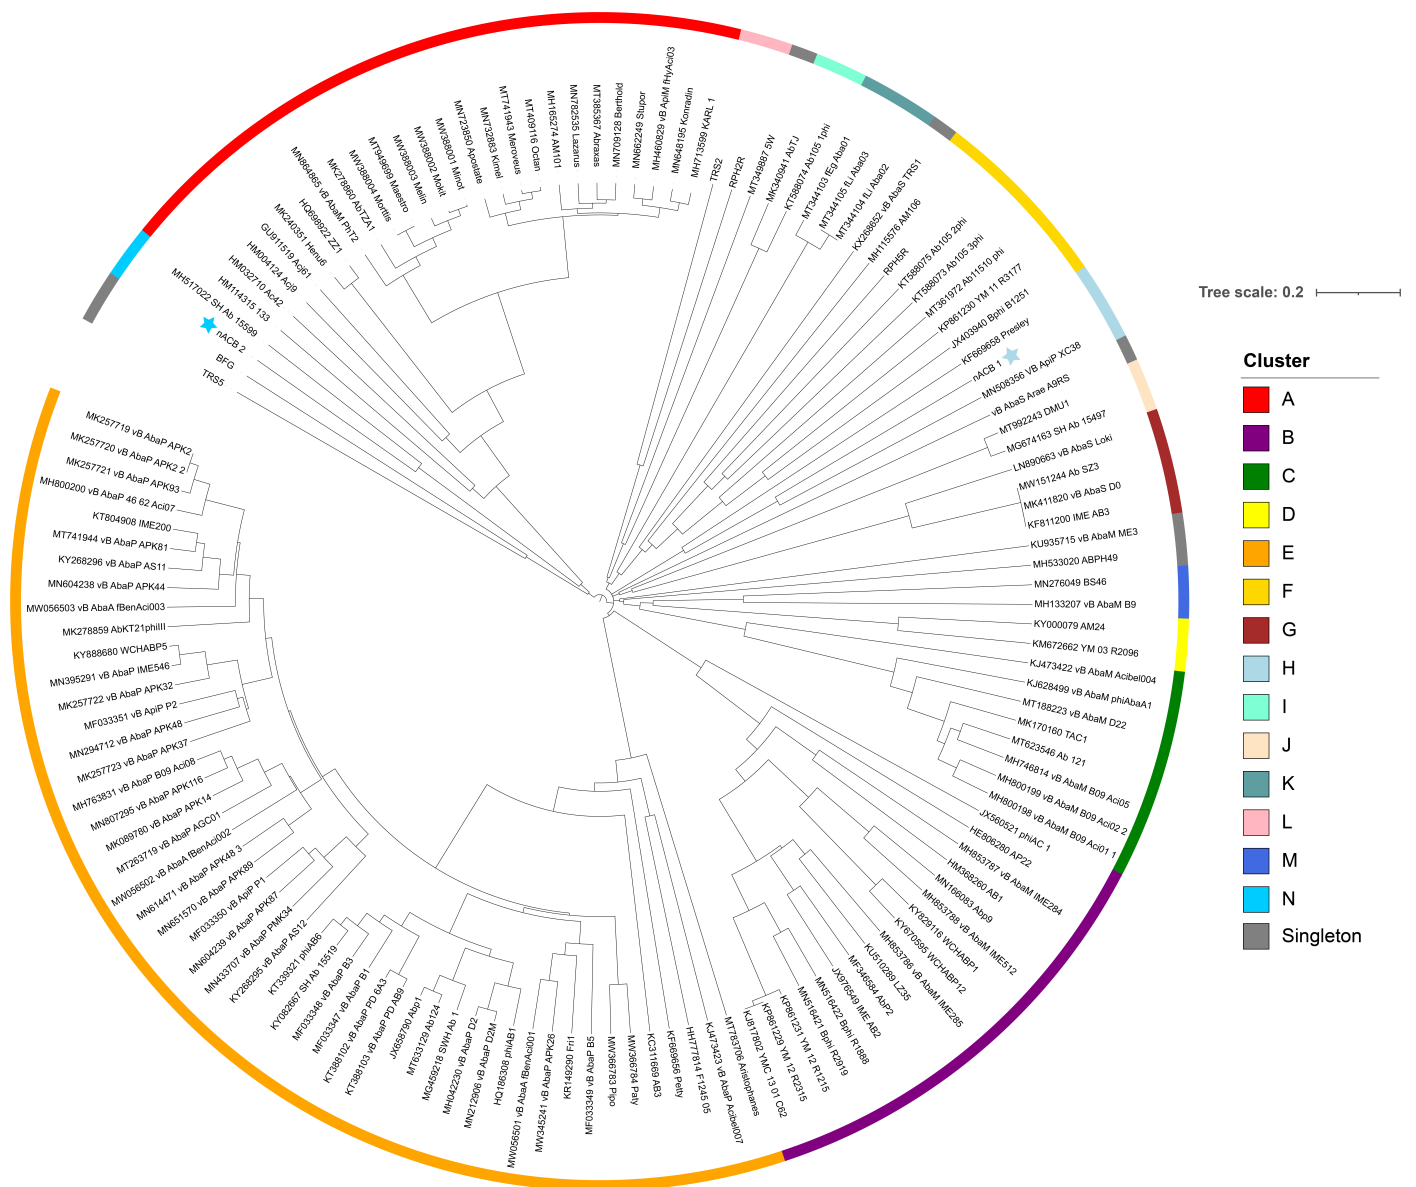 TRS5
BFG
nACB 2
MH517022 SH Ab 15599
HM114315 133
HM032710 Ac42
HM004124 Acj9
GU911519 Acj61
MK240351 Henu6
HQ698922 ZZ1
MN864865 vB AbaM PhT2
MK278860 AbTZA1
MW388004 Morttis
MT949699 Maestro
MW388003 Melin
MW388002 Mokit
MW388001 Minot
MN723850 Apostate
MN732883 Kimel
MT741943 Meroveus
MT409116 Octan
MH165274 AM101
MN782535 Lazarus
MT385367 Abraxas
MN709128 Berthold
MN662249 Stupor
MH460829 vB ApiM fHyAci03
MN648195 Konradin
MH713599 KARL 1
TRS2
RPH2R
MT349887 5W
MK340941 AbTJ
KT588074 Ab105 1phi
MT344103 fEg Aba01
MT344105 fLi Aba03
MT344104 fLi Aba02
KX268652 vB AbaS TRS1
MH115576 AM106
RPH5R
KT588075 Ab105 2phi
KT588073 Ab105 3phi
MT361972 Ab11510 phi
KP861230 YM 11 R3177
JX403940 Bphi B1251
KF669658 Presley
nACB 1
MN508356 vB ApiP XC38
vB AbaS Arae A9RS
MT992243 DMU1
MG674163 SH Ab 15497
LN890663 vB AbaS Loki
MW151244 Ab SZ3
MK411820 vB AbaS D0
KF811200 IME AB3
KU935715 vB AbaM ME3
MH533020 ABPH49
MN276049 BS46
MH133207 vB AbaM B9
KY000079 AM24
KM672662 YM 03 R2096
KJ473422 vB AbaM Acibel004
KJ628499 vB AbaM phiAbaA1
MT188223 vB AbaM D22
MK170160 TAC1
MT623546 Ab 121
MH746814 vB AbaM B09 Aci05
MH800199 vB AbaM B09 Aci02 2
MH800198 vB AbaM B09 Aci01 1
JX560521 phiAC 1
HE806280 AP22
MH853787 vB AbaM IME284
HM368260 AB1
MN166083 Abp9
MH853788 vB AbaM IME512
KY829116 WCHABP1
KY670595 WCHABP12
MH853786 vB AbaM IME285
KU510289 LZ35
MF346584 AbP2
JX976549 IME AB2
MN516422 Bphi R1888
MN516421 Bphi R2919
KP861231 YM 12 R1215
KP861229 YM 12 R2315
KJ817802 YMC 13 01 C62
MT783706 Aristophanes
KJ473423 vB AbaP Acibel007
HH777814 F1245 05
KF669656 Petty
KC311669 AB3
MW366784 Paty
MW366783 Pipo
MF033349 vB AbaP B5
KR149290 Fri1
MW345241 vB AbaP APK26
MW056501 vB AbaA fBenAci001
HQ186308 phiAB1
MN212906 vB AbaP D2M
MH042230 vB AbaP D2
MG459218 SWH Ab 1
MT633129 Ab124
JX658790 Abp1
KT388103 vB AbaP PD AB9
KT388102 vB AbaP PD 6A3
MF033347 vB AbaP B1
MF033348 vB AbaP B3
KY082667 SH Ab 15519
KT339321 phiAB6
KY268295 vB AbaP AS12
MN433707 vB AbaP PMK34
MN604239 vB AbaP APK87
MF033350 vB ApiP P1
MN651570 vB AbaP APK89
MN614471 vB AbaP APK48 3
MW056502 vB AbaA fBenAci002
MT263719 vB AbaP AGC01
MK089780 vB AbaP APK14
MN807295 vB AbaP APK116
MH763831 vB AbaP B09 Aci08
MK257723 vB AbaP APK37
MN294712 vB AbaP APK48
MF033351 vB ApiP P2
MK257722 vB AbaP APK32
MN395291 vB AbaP IME546
KY888680 WCHABP5
MK278859 AbKT21phiIII
MW056503 vB AbaA fBenAci003
MN604238 vB AbaP APK44
KY268296 vB AbaP AS11
MT741944 vB AbaP APK81
KT804908 IME200
MH800200 vB AbaP 46 62 Aci07
MK257721 vB AbaP APK93
MK257720 vB AbaP APK2 2
MK257719 vB AbaP APK2
Tree scale: 0.2
Cluster
A
B
C
D
E
F
G
H
I
J
K
L
M
N
Singleton